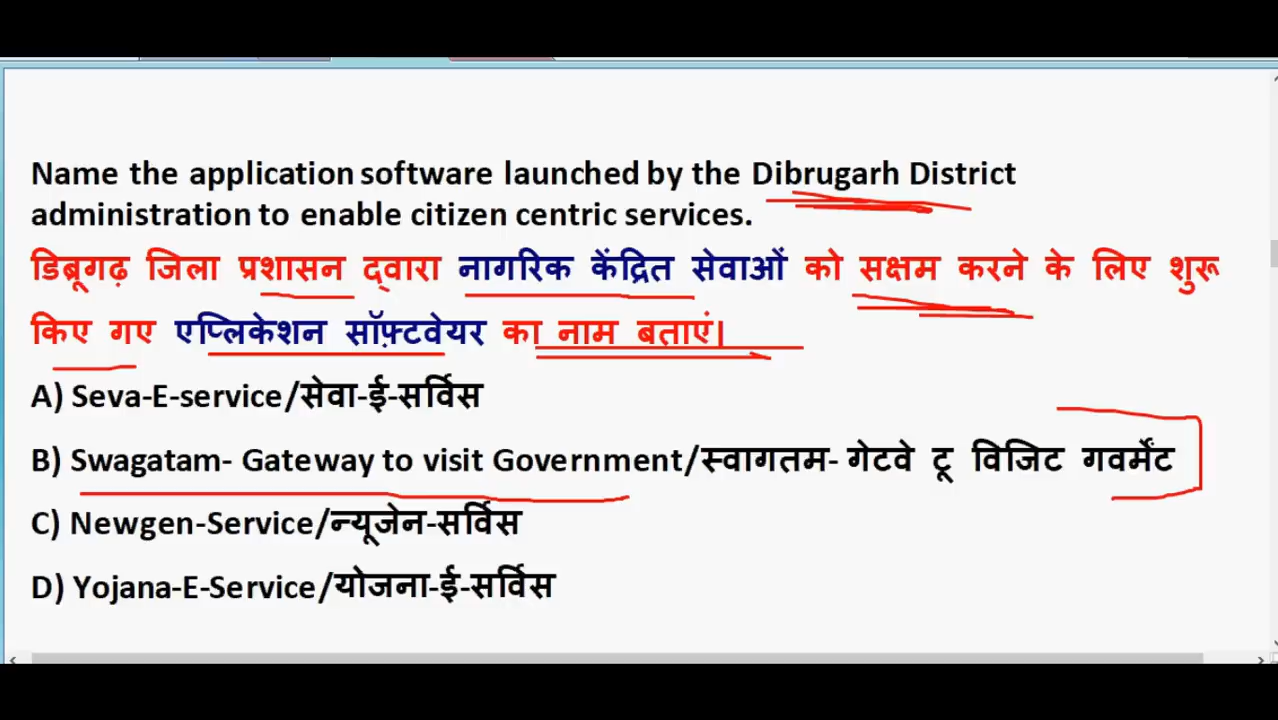 Name the application software launched by the Dibrugarh District
administration to enable citizen centric services.
डिब्रूगढ़ जिला प्रशासन द्वारा नागरिक केंद्रित सेवाओं को सक्षम करने के लिए शुरू
किए गए एप्लिकेशन सॉफ़्टवेयर का नाम बताएं।
A) Seva-E-service/सेवा-ई-सर्विस
B) Swagatam- Gateway to visit Government/स्वागतम- गेटवे टू विजिट गवर्मेंट
C) Newgen-Service/न्यूजेन-सर्विस
D) Yojana-E-Service/योजना-ई-सर्विस